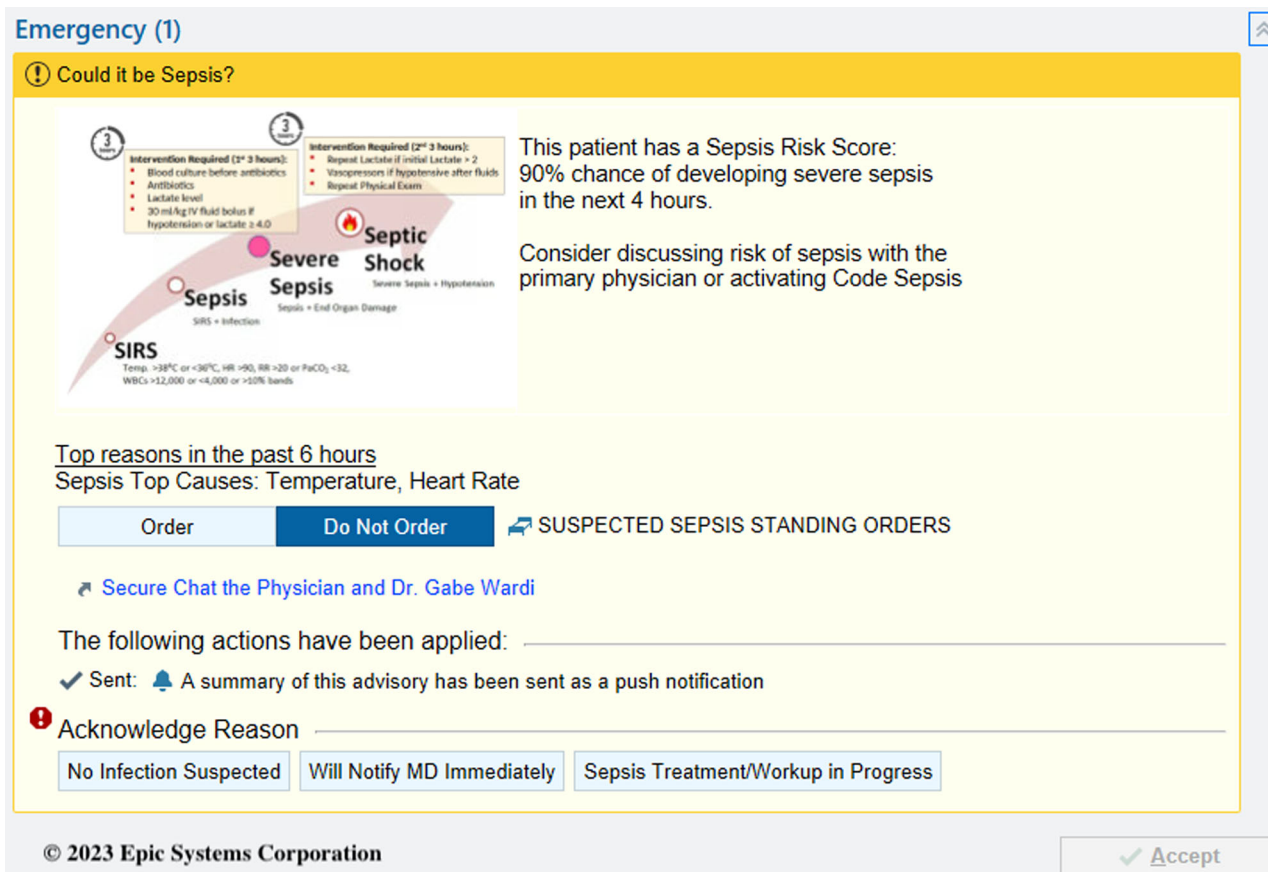 Emergency (1)
Could it be Sepsis?
3
Intervention Required (1st 3 hours):
Blood culture before antibiotics
Antibiotics
Lactate level
30 ml/kg IV fluid bolus if
hypotension or lactate ≥ 4.0
3
Intervention Required (2nd 3 hours):
Repeat Lactate if initial Lactate > 2
Vasopressors if hypotensive after fluids
Repeat Physical Exam
Septic
Shock
Severe Sepsis + Hypotension
Severe
Sepsis
Sepsis + End Organ Damage
Sepsis
SIRS + Infection
SIRS
Temp. >38°C or <36°C, HR >90, RR >20 or PaCO₂ <32,
WBCs >12,000 or <4,000 or >10% bands
This patient has a Sepsis Risk Score:
90% chance of developing severe sepsis
in the next 4 hours.
Consider discussing risk of sepsis with the
primary physician or activating Code Sepsis
Top reasons in the past 6 hours
Sepsis Top Causes: Temperature, Heart Rate
Order Do Not Order SUSPECTED SEPSIS STANDING ORDERS
Secure Chat the Physician and Dr. Gabe Wardi
The following actions have been applied:
Sent: A summary of this advisory has been sent as a push notification
Acknowledge Reason
No Infection Suspected Will Notify MD Immediately Sepsis Treatment/Workup in Progress
© 2023 Epic Systems Corporation
Accept